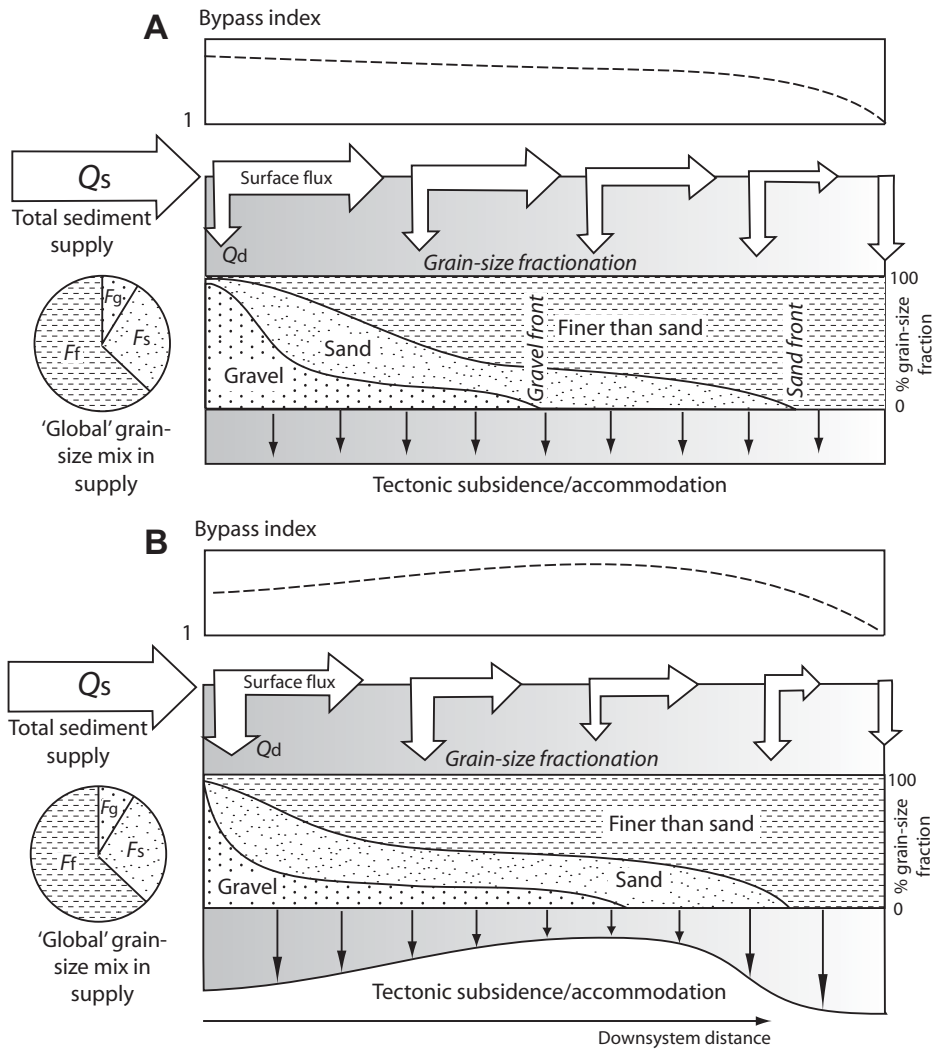 A
Bypass index
1
Qs
Total sediment
supply
Surface flux
Qd
Grain-size fractionation
Fg
Fs
Ff
'Global' grain-
size mix in
supply
Gravel
Sand
Gravel front
Finer than sand
Sand front
100
0
% grain-size
fraction
Tectonic subsidence/accommodation
B
Bypass index
1
Qs
Total sediment
supply
Surface flux
Qd
Grain-size fractionation
Fg
Fs
Ff
'Global' grain-
size mix in
supply
Gravel
Sand
Finer than sand
100
0
% grain-size
fraction
Tectonic subsidence/accommodation
Downsystem distance